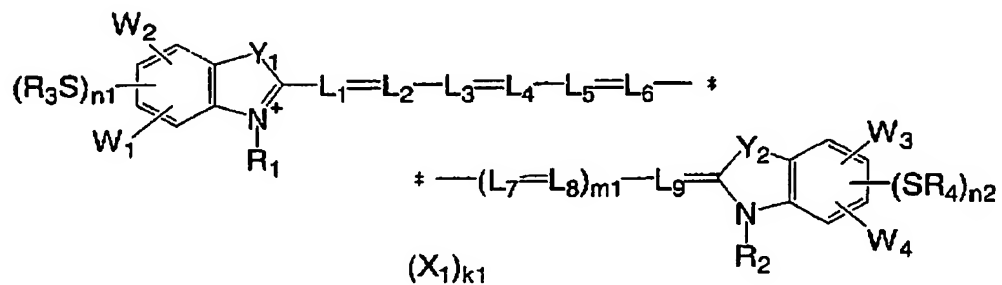 W₂
Y₁
(R₃S)ₙ₁ L₁=L₂—L₃=L₄—L₅=L₆— *
W₁ N⁺
R₁
Y₂ W₃
* —(L₇=L₈)ₘ₁—L₉ (SR₄)ₙ₂
N W₄
R₂
(X₁)ₖ₁